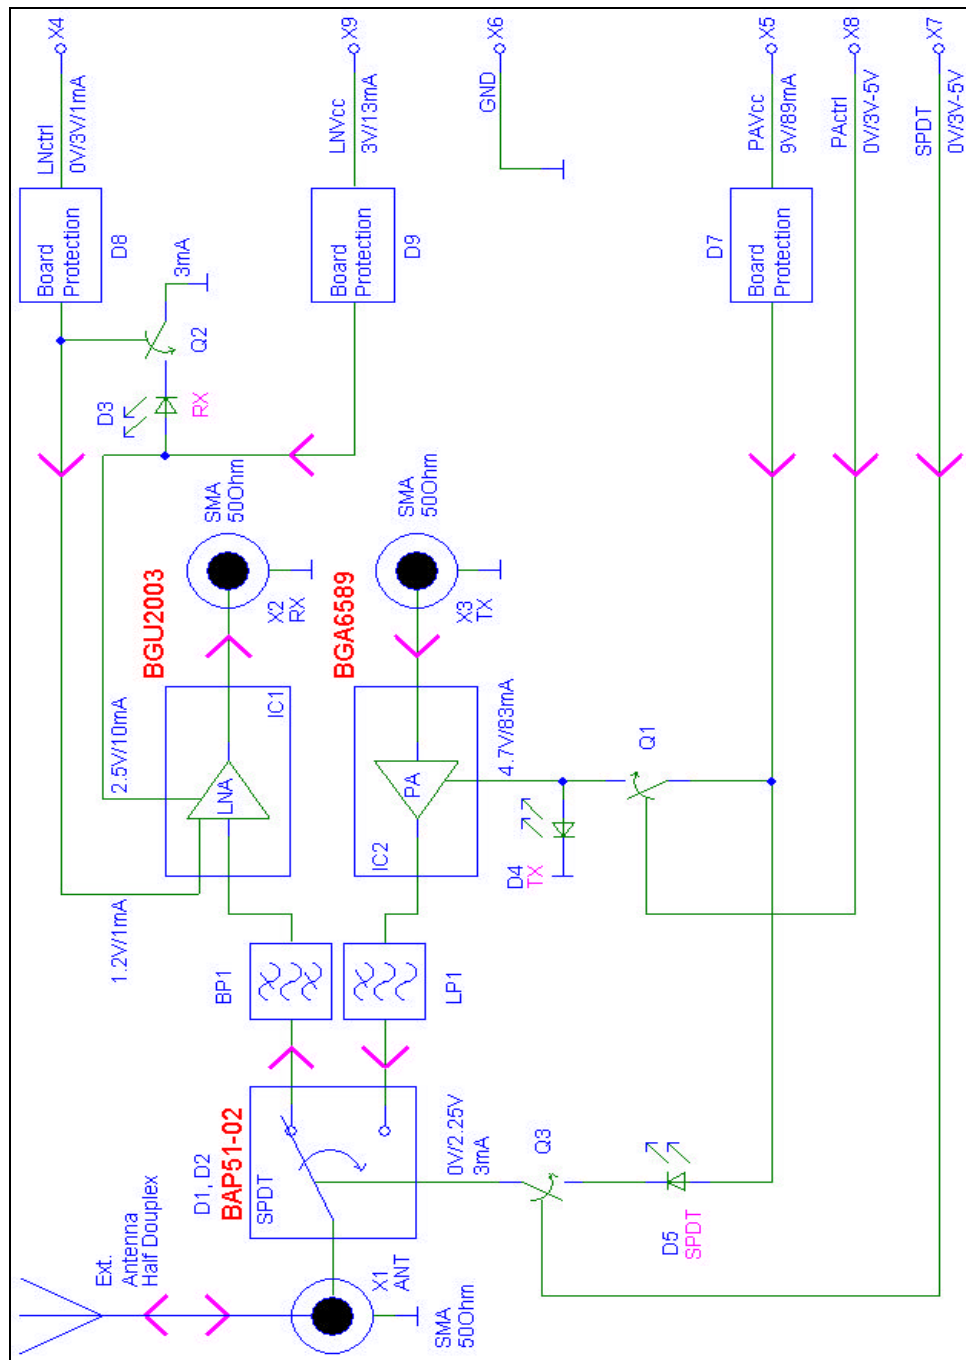 X4
LNctrl
0V/3V/1mA
Board
Protection
D8
3mA
Q2
D3
RX
X9
LNVcc
3V/13mA
Board
Protection
D9
X6
GND
X5
PAVcc
9V/89mA
Board
Protection
D7
X8
PActrl
0V/3V-5V
X7
SPDT
0V/3V-5V
SMA
50Ohm
X2
RX
SMA
50Ohm
X3
TX
BGU2003
2.5V/10mA
IC1
LNA
1.2V/1mA
BGA6589
PA
IC2
4.7V/83mA
D4
TX
Q1
BP1
LP1
D1, D2
BAP51-02
SPDT
0V/2.25V
3mA
Q3
D5
SPDT
Ext.
Antenna
Half Douplex
X1
ANT
SMA
50Ohm